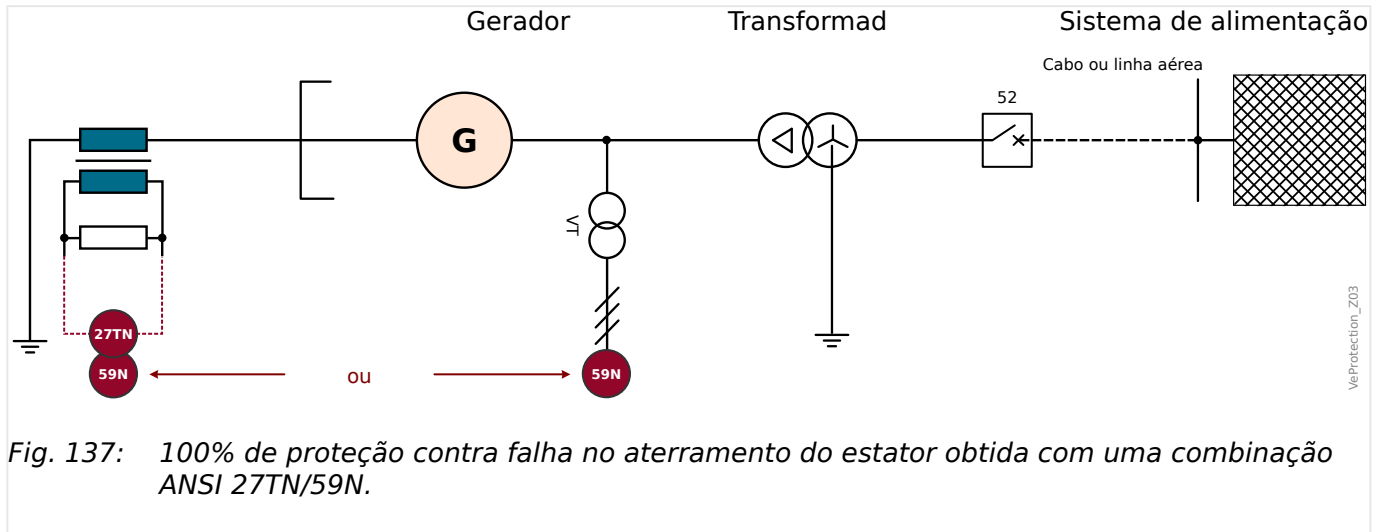 Gerador
Transformad
Sistema de alimentação
Cabo ou linha aérea
52
G
VT
27TN
59N
ou
59N
VeProtection_Z03
Fig. 137: 100% de proteção contra falha no aterramento do estator obtida com uma combinação
ANSI 27TN/59N.